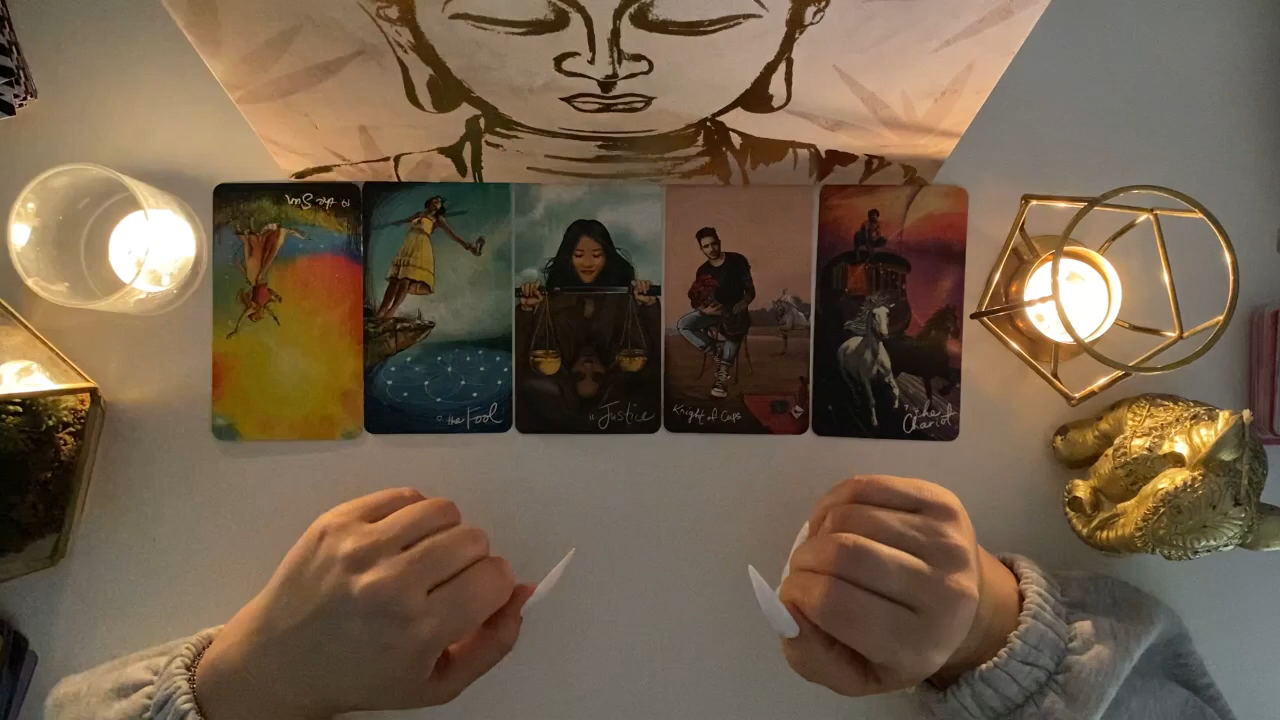 19 the Sun
0 the Fool
11 Justice
Knight of Cups
7 the
Chariot